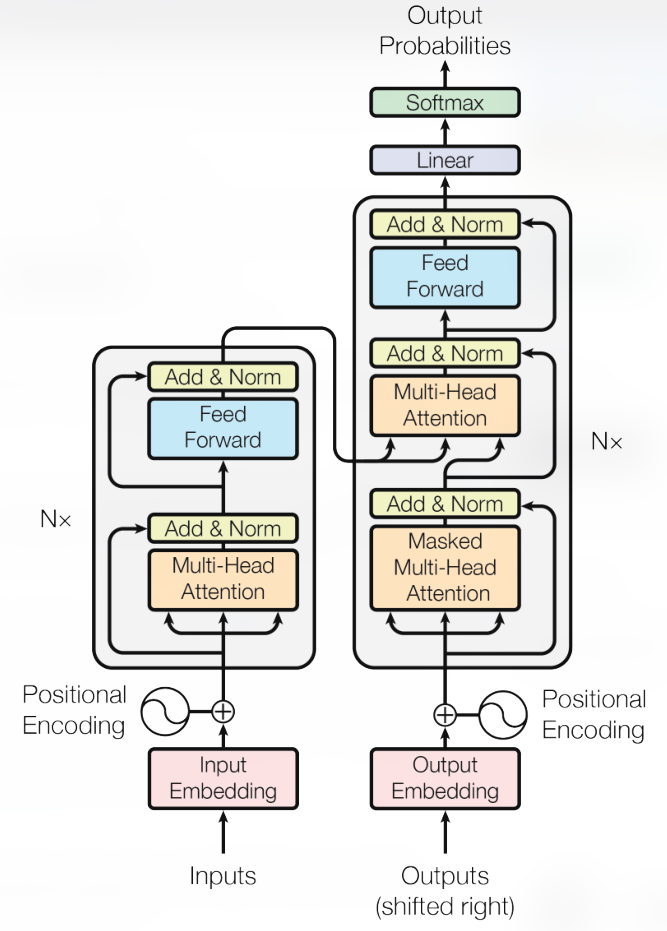 Output
Probabilities
Softmax
Linear
Add & Norm
Feed
Forward
Add & Norm
Multi-Head
Attention
Add & Norm
Masked
Multi-Head
Attention
Nx
Add & Norm
Feed
Forward
Add & Norm
Multi-Head
Attention
Nx
Positional
Encoding
Positional
Encoding
Input
Embedding
Output
Embedding
Inputs
Outputs
(shifted right)